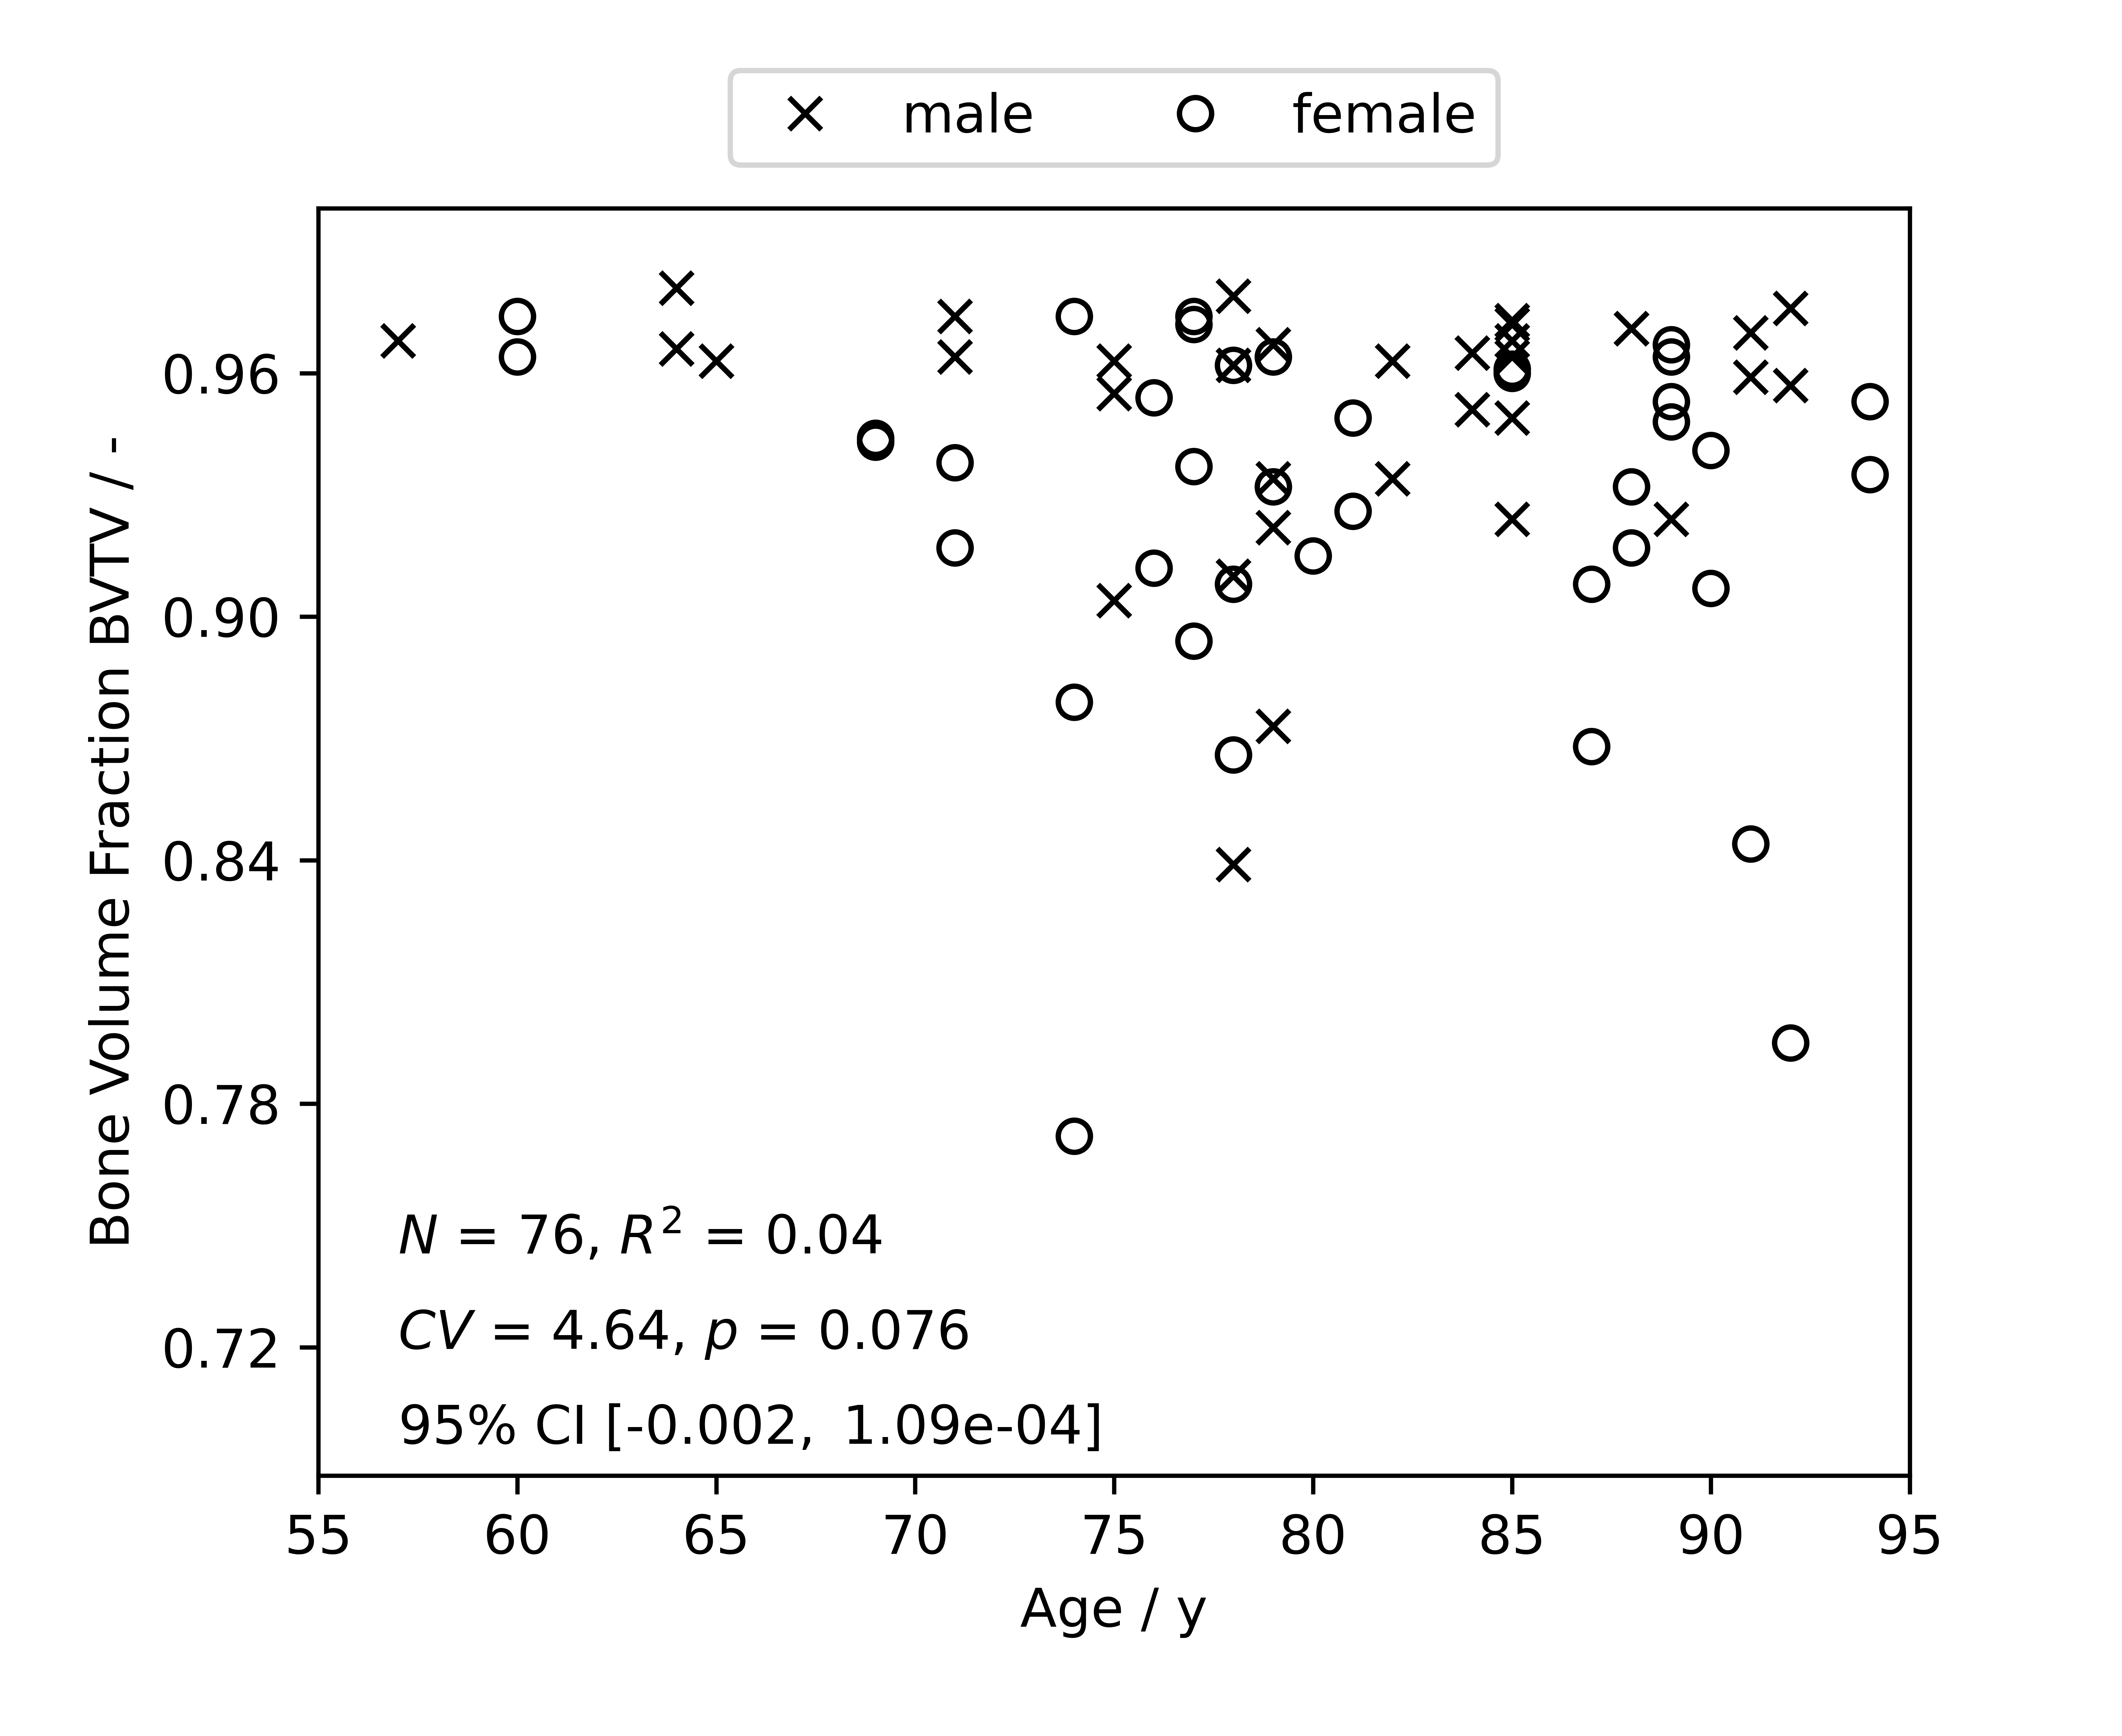 male female
Bone Volume Fraction BVTV / -
0.96
0.90
0.84
0.78
0.72
N = 76, R² = 0.04
CV = 4.64, p = 0.076
95% CI [-0.002, 1.09e-04]
55 60 65 70 75 80 85 90 95
Age / y